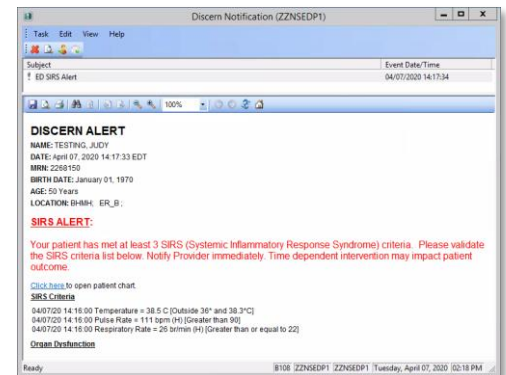 Discern Notification (ZZNSEDP1)
Task Edit View Help
Subject Event Date/Time
! ED SIRS Alert 04/07/2020 14:17:34
100%
DISCERN ALERT
NAME: TESTING, JUDY
DATE: April 07, 2020 14:17:33 EDT
MRN: 2268150
BIRTH DATE: January 01, 1970
AGE: 50 Years
LOCATION: BHMH; ER_B ;
SIRS ALERT:
Your patient has met at least 3 SIRS (Systemic Inflammatory Response Syndrome) criteria. Please validate
the SIRS criteria list below. Notify Provider immediately. Time dependent intervention may impact patient
outcome.
Click here to open patient chart.
SIRS Criteria
04/07/20 14:16:00 Temperature = 38.5 C [Outside 36* and 38.3*C]
04/07/20 14:16:00 Pulse Rate = 111 bpm (H) [Greater than 90]
04/07/20 14:16:00 Respiratory Rate = 26 br/min (H) [Greater than or equal to 22]
Organ Dysfunction
Ready B108 ZZNSEDP1 ZZNSEDP1 Tuesday, April 07, 2020 02:18 PM